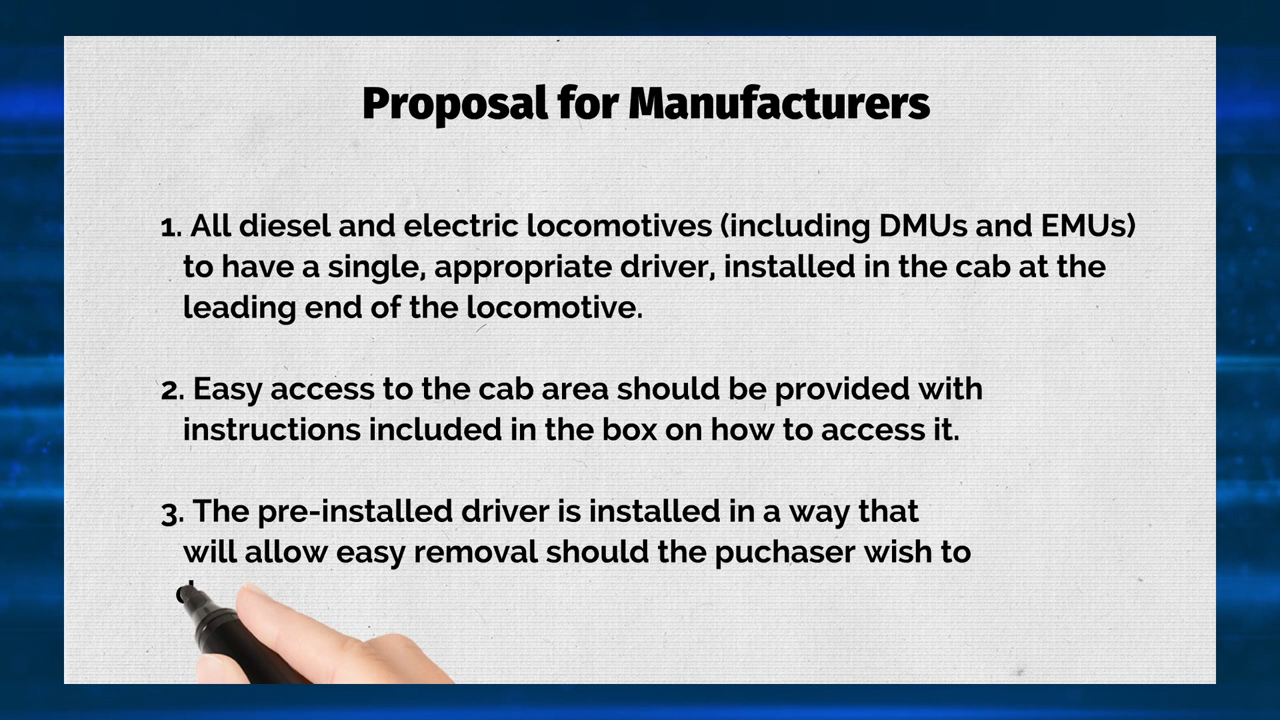 Proposal for Manufacturers
1. All diesel and electric locomotives (including DMUs and EMUs)
to have a single, appropriate driver, installed in the cab at the
leading end of the locomotive.
2. Easy access to the cab area should be provided with
instructions included in the box on how to access it.
3. The pre-installed driver is installed in a way that
will allow easy removal should the puchaser wish to